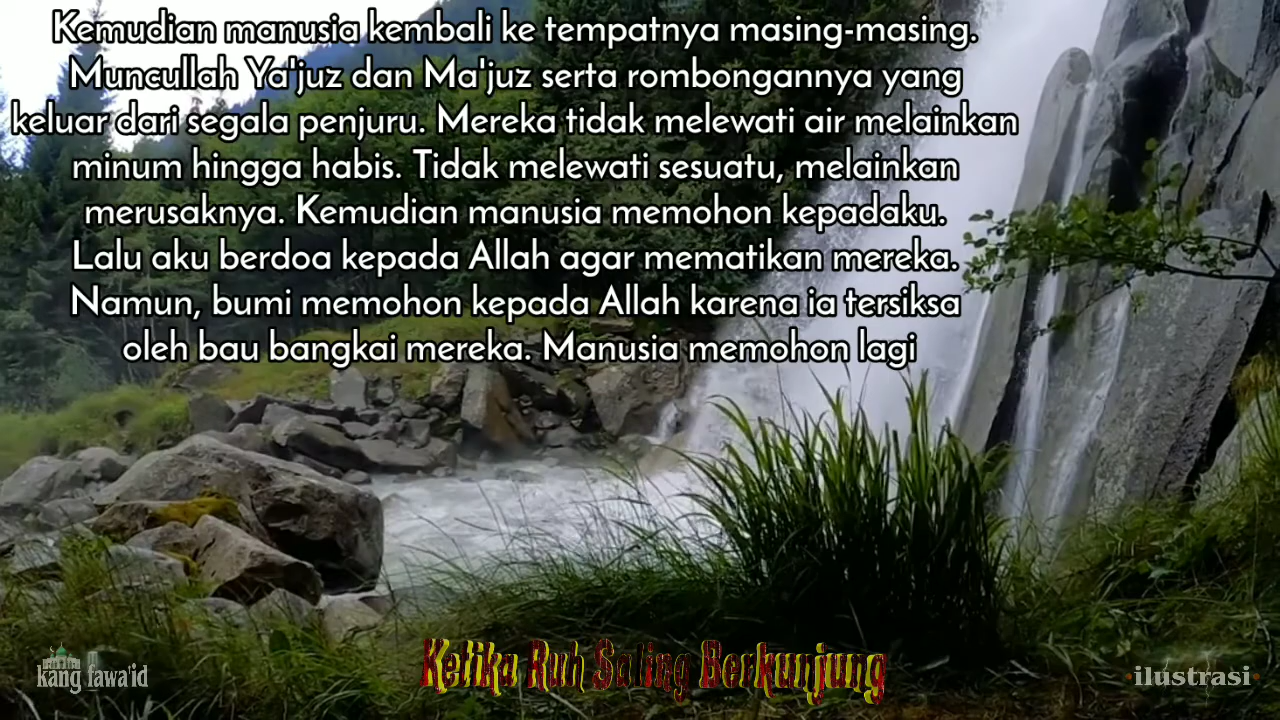 Kemudian manusia kembali ke tempatnya masing-masing.
Muncullah Ya'juz dan Ma'juz serta rombongannya yang
keluar dari segala penjuru. Mereka tidak melewati air melainkan
minum hingga habis. Tidak melewati sesuatu, melainkan
merusaknya. Kemudian manusia memohon kepadaku.
Lalu aku berdoa kepada Allah agar mematikan mereka.
Namun, bumi memohon kepada Allah karena ia tersiksa
oleh bau bangkai mereka. Manusia memohon lagi
Ketika Ruh Saling Berkunjung
kang fawa'id
·ilustrasi·